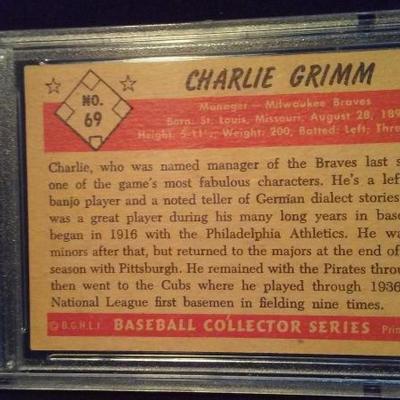 NO.
69
CHARLIE GRIMM
Manager — Milwaukee Braves
Born: St. Louis, Missouri, August 28, 189
Height: 5-11½; Weight: 200, Batted: Left; Thro
Charlie, who was named manager of the Braves last s
one of the game's most fabulous characters. He's a lef
banjo player and a noted teller of German dialect stories
was a great player during his many long years in base
began in 1916 with the Philadelphia Athletics. He wa
minors after that, but returned to the majors at the end of
season with Pittsburgh. He remained with the Pirates throu
then went to the Cubs where he played through 1936
National League first basemen in fielding nine times.
© B.G.H.L.I. BASEBALL COLLECTOR SERIES Prin